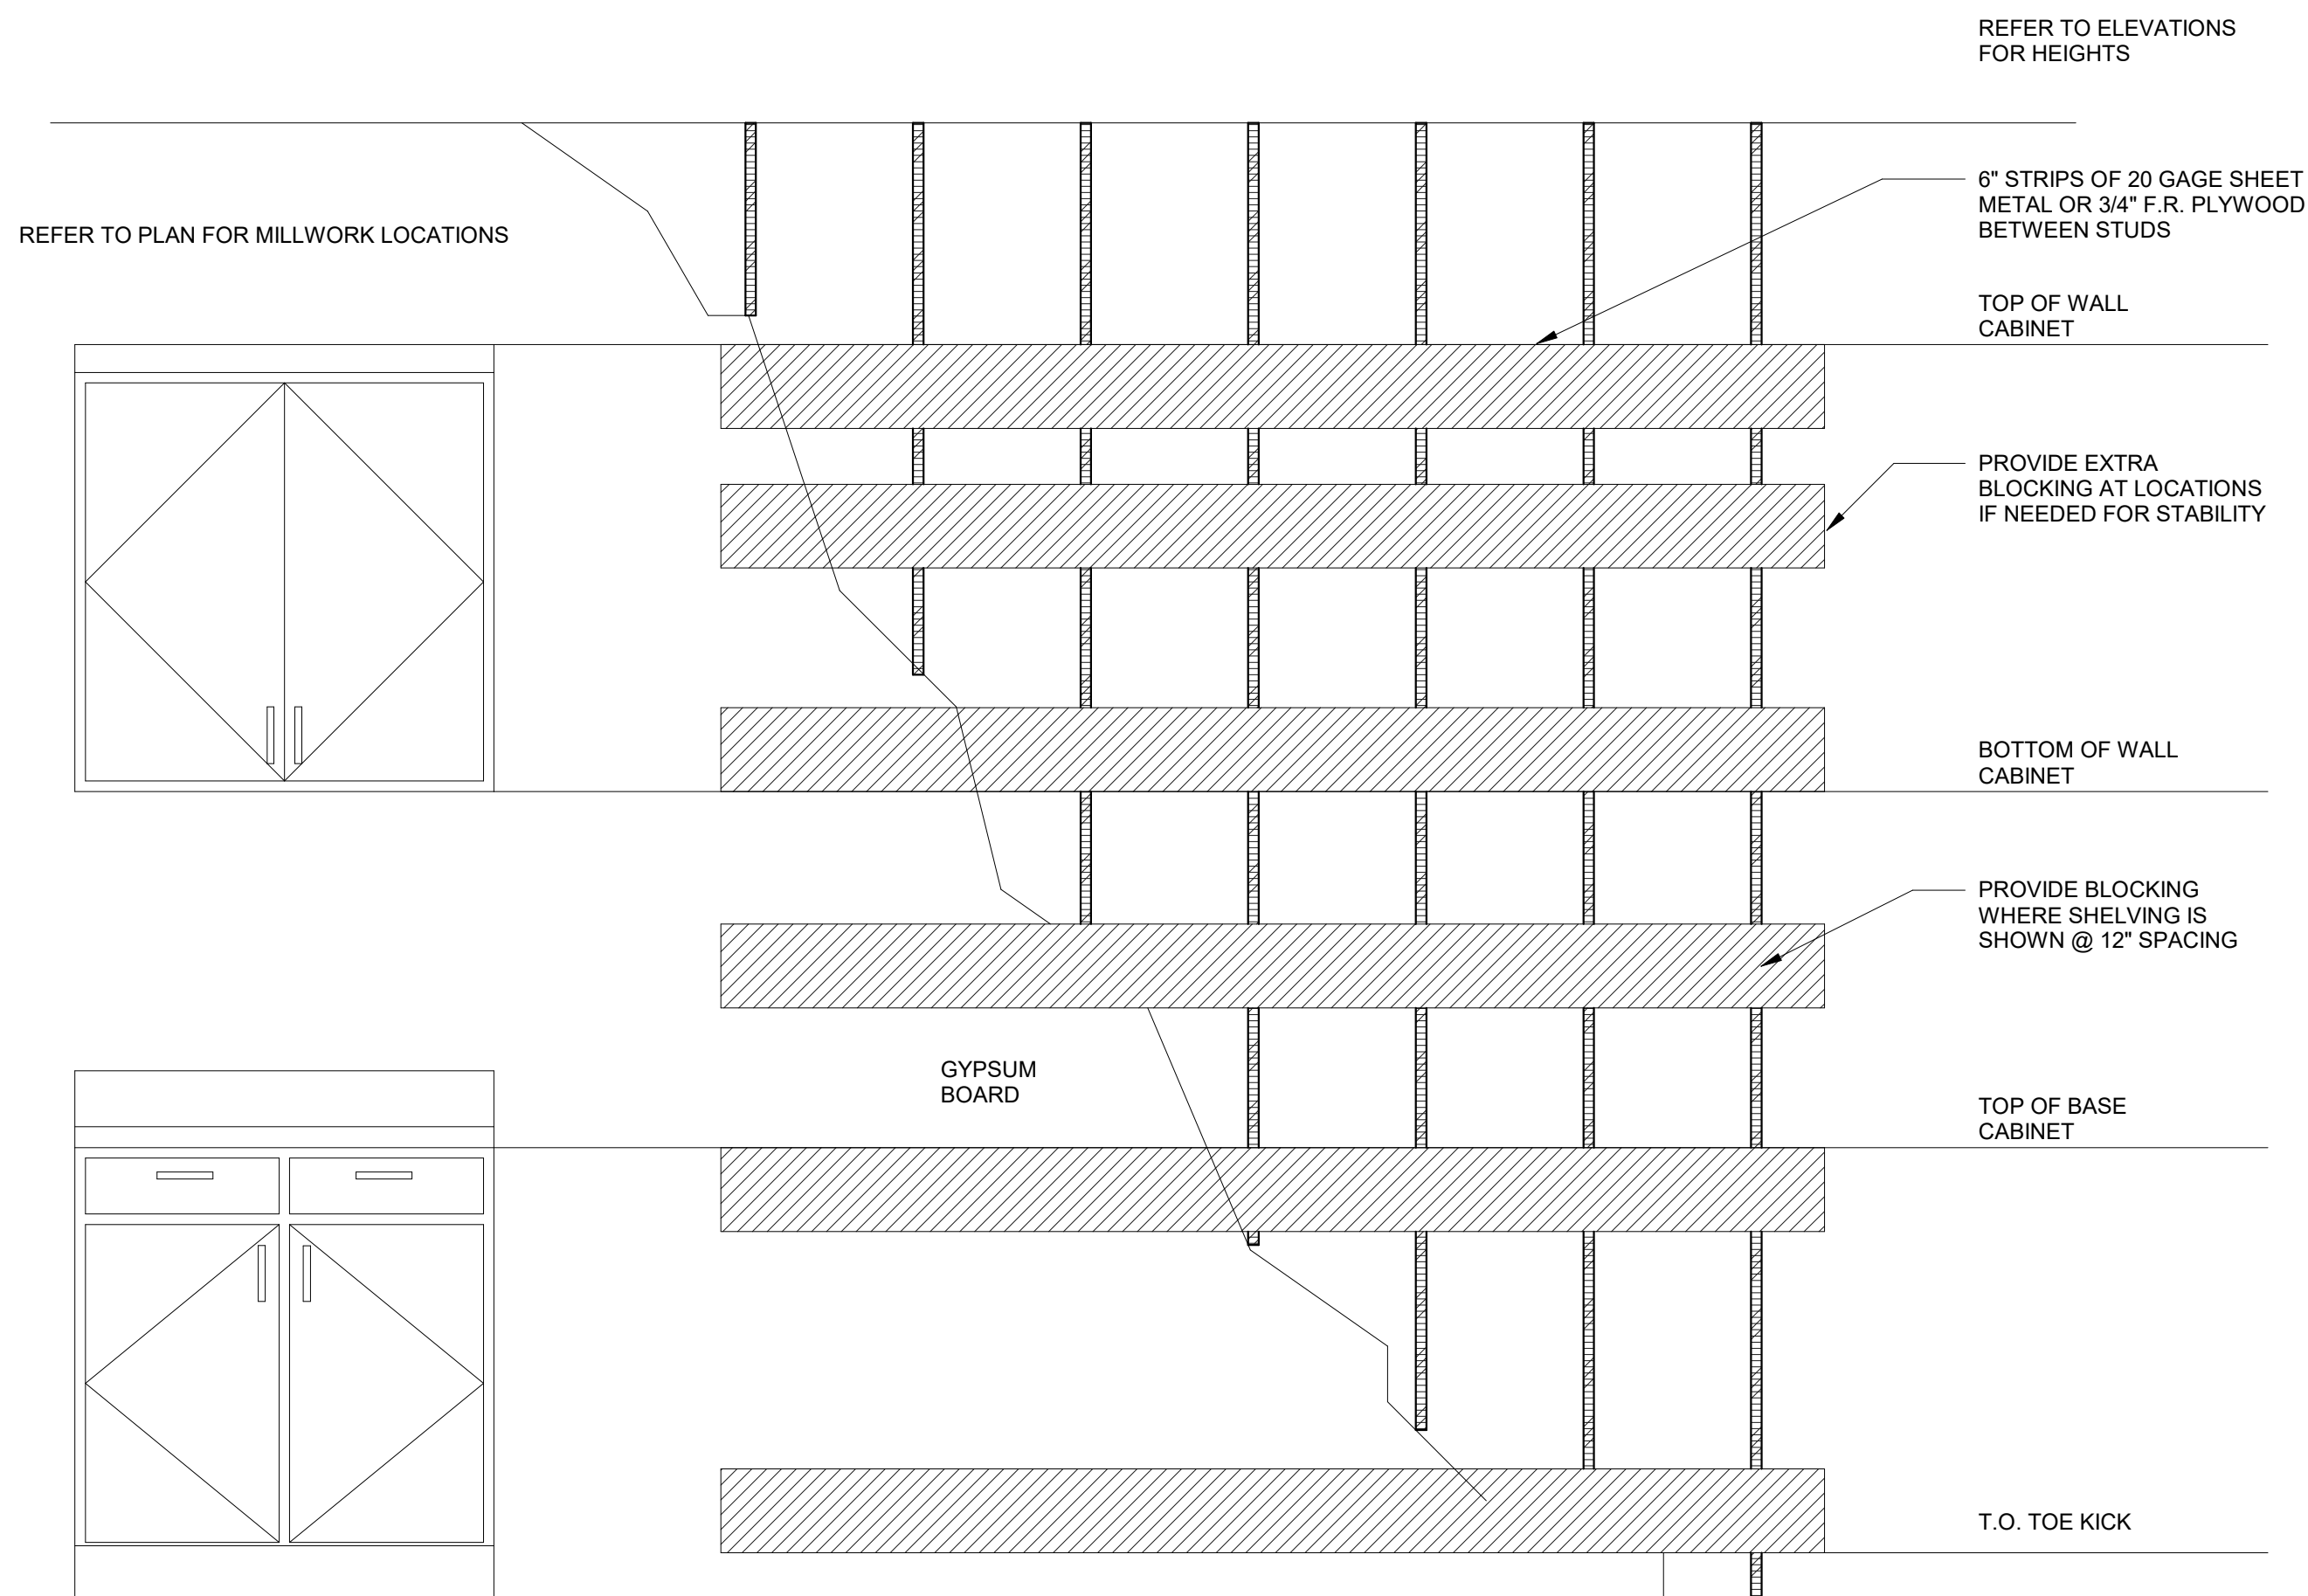 REFER TO ELEVATIONS
FOR HEIGHTS
6" STRIPS OF 20 GAGE SHEET
METAL OR 3/4" F.R. PLYWOOD
BETWEEN STUDS
REFER TO PLAN FOR MILLWORK LOCATIONS
TOP OF WALL
CABINET
PROVIDE EXTRA
BLOCKING AT LOCATIONS
IF NEEDED FOR STABILITY
BOTTOM OF WALL
CABINET
PROVIDE BLOCKING
WHERE SHELVING IS
SHOWN @ 12" SPACING
GYPSUM
BOARD
TOP OF BASE
CABINET
T.O. TOE KICK